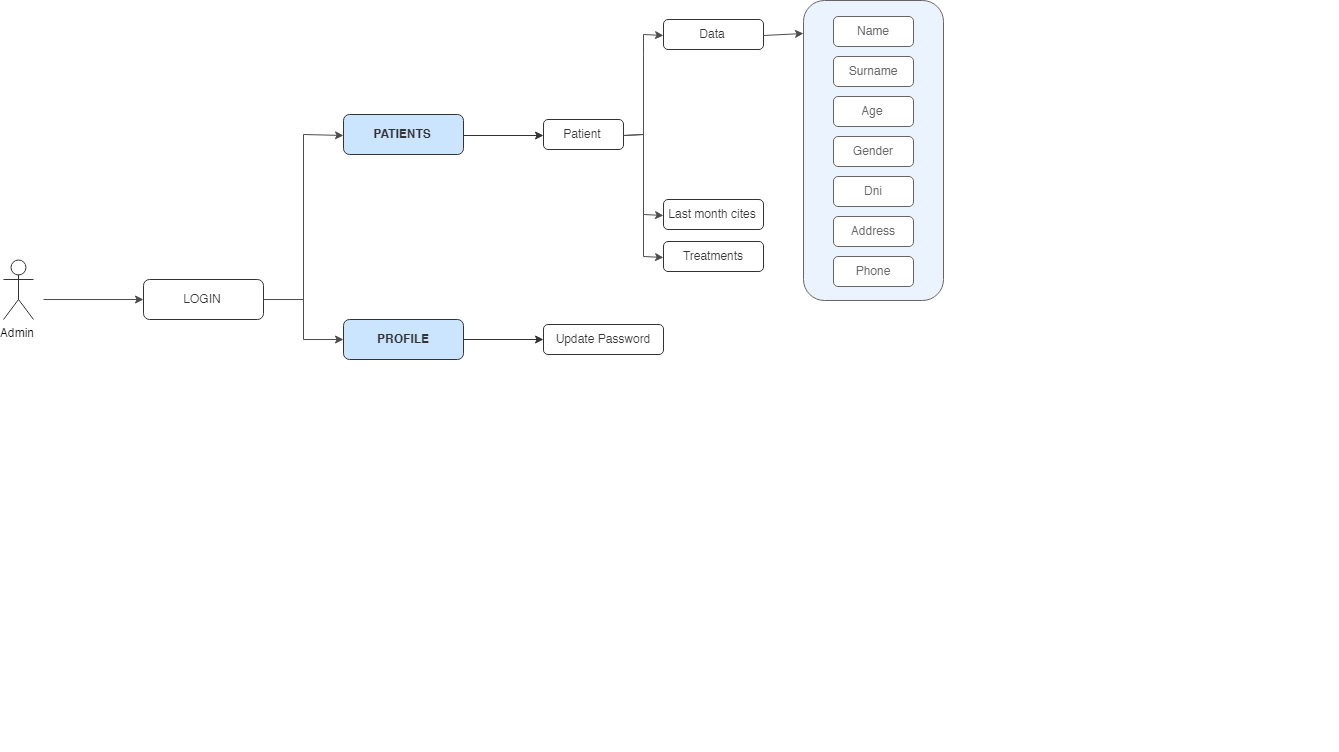 Data
Name
Surname
Age
Gender
Dni
Address
Phone
PATIENTS
Patient
Last month cites
Treatments
Admin
LOGIN
PROFILE
Update Password